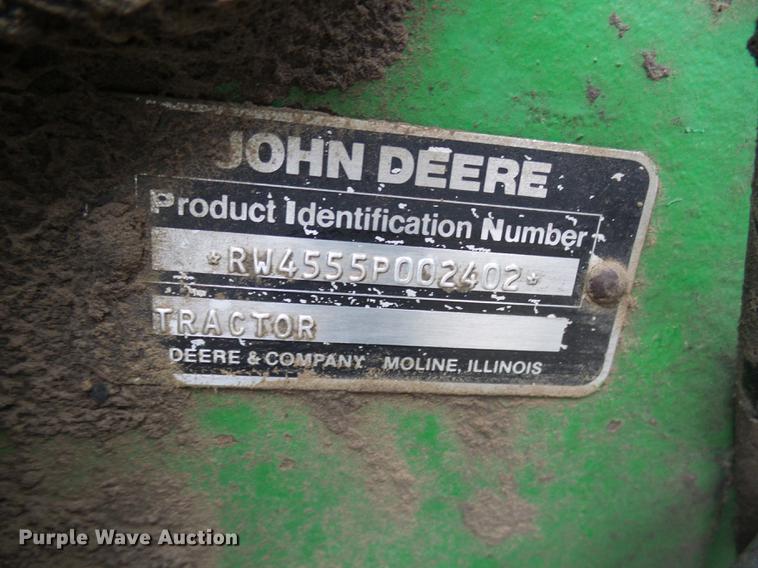 JOHN DEERE
Product Identification Number
*RW4555P002402*
TRACTOR
DEERE & COMPANY MOLINE, ILLINOIS
Purple Wave Auction